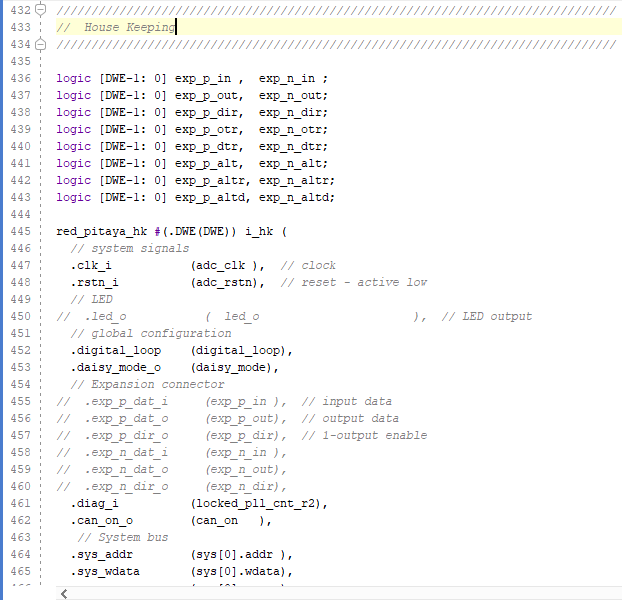 432 ////////////////////////////////////////////////////////////////////////////////
433 //  House Keeping
434 ////////////////////////////////////////////////////////////////////////////////
435
436 logic [DWE-1: 0] exp_p_in ,  exp_n_in ;
437 logic [DWE-1: 0] exp_p_out,  exp_n_out;
438 logic [DWE-1: 0] exp_p_dir,  exp_n_dir;
439 logic [DWE-1: 0] exp_p_otr,  exp_n_otr;
440 logic [DWE-1: 0] exp_p_dtr,  exp_n_dtr;
441 logic [DWE-1: 0] exp_p_alt,  exp_n_alt;
442 logic [DWE-1: 0] exp_p_altr, exp_n_altr;
443 logic [DWE-1: 0] exp_p_altd, exp_n_altd;
444
445 red_pitaya_hk #(.DWE(DWE)) i_hk (
446   // system signals
447   .clk_i           (adc_clk ),  // clock
448   .rstn_i          (adc_rstn),  // reset - active low
449   // LED
450 //  .led_o           (  led_o                      ),  // LED output
451   // global configuration
452   .digital_loop    (digital_loop),
453   .daisy_mode_o    (daisy_mode),
454   // Expansion connector
455 //  .exp_p_dat_i     (exp_p_in ),  // input data
456 //  .exp_p_dat_o     (exp_p_out),  // output data
457 //  .exp_p_dir_o     (exp_p_dir),  // 1-output enable
458 //  .exp_n_dat_i     (exp_n_in ),
459 //  .exp_n_dat_o     (exp_n_out),
460 //  .exp_n_dir_o     (exp_n_dir),
461   .diag_i          (locked_pll_cnt_r2),
462   .can_on_o        (can_on   ),
463    // System bus
464   .sys_addr        (sys[0].addr ),
465   .sys_wdata       (sys[0].wdata),